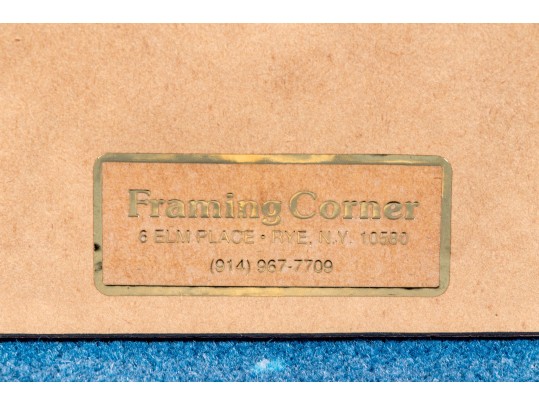 Framing Corner
6 ELM PLACE • RYE, N.Y. 10580
(914) 967-7709